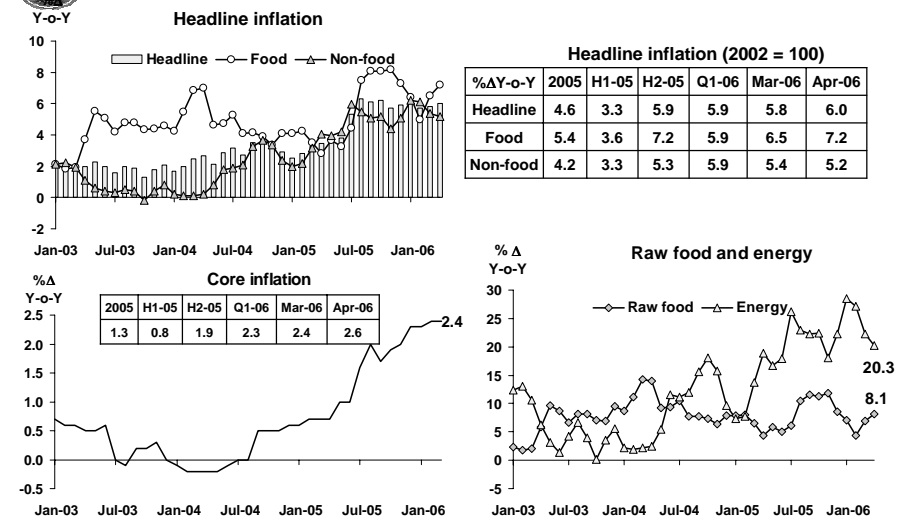 %Δ
Y-o-Y
Headline inflation
10
8
6
4
2
0
-2
Headline Food Non-food
Jan-03 Jul-03 Jan-04 Jul-04 Jan-05 Jul-05 Jan-06
Headline inflation (2002 = 100)
%ΔY-o-Y 2005 H1-05 H2-05 Q1-06 Mar-06 Apr-06
Headline 4.6 3.3 5.9 5.9 5.8 6.0
Food 5.4 3.6 7.2 5.9 6.5 7.2
Non-food 4.2 3.3 5.3 5.9 5.4 5.2
%Δ
Y-o-Y
Core inflation
2005 H1-05 H2-05 Q1-06 Mar-06 Apr-06
1.3 0.8 1.9 2.3 2.4 2.6
2.5
2.0
1.5
1.0
0.5
0.0
-0.5
2.4
Jan-03 Jul-03 Jan-04 Jul-04 Jan-05 Jul-05 Jan-06
% Δ
Y-o-Y
Raw food and energy
30
25
20
15
10
5
0
-5
Raw food Energy
20.3
8.1
Jan-03 Jul-03 Jan-04 Jul-04 Jan-05 Jul-05 Jan-06